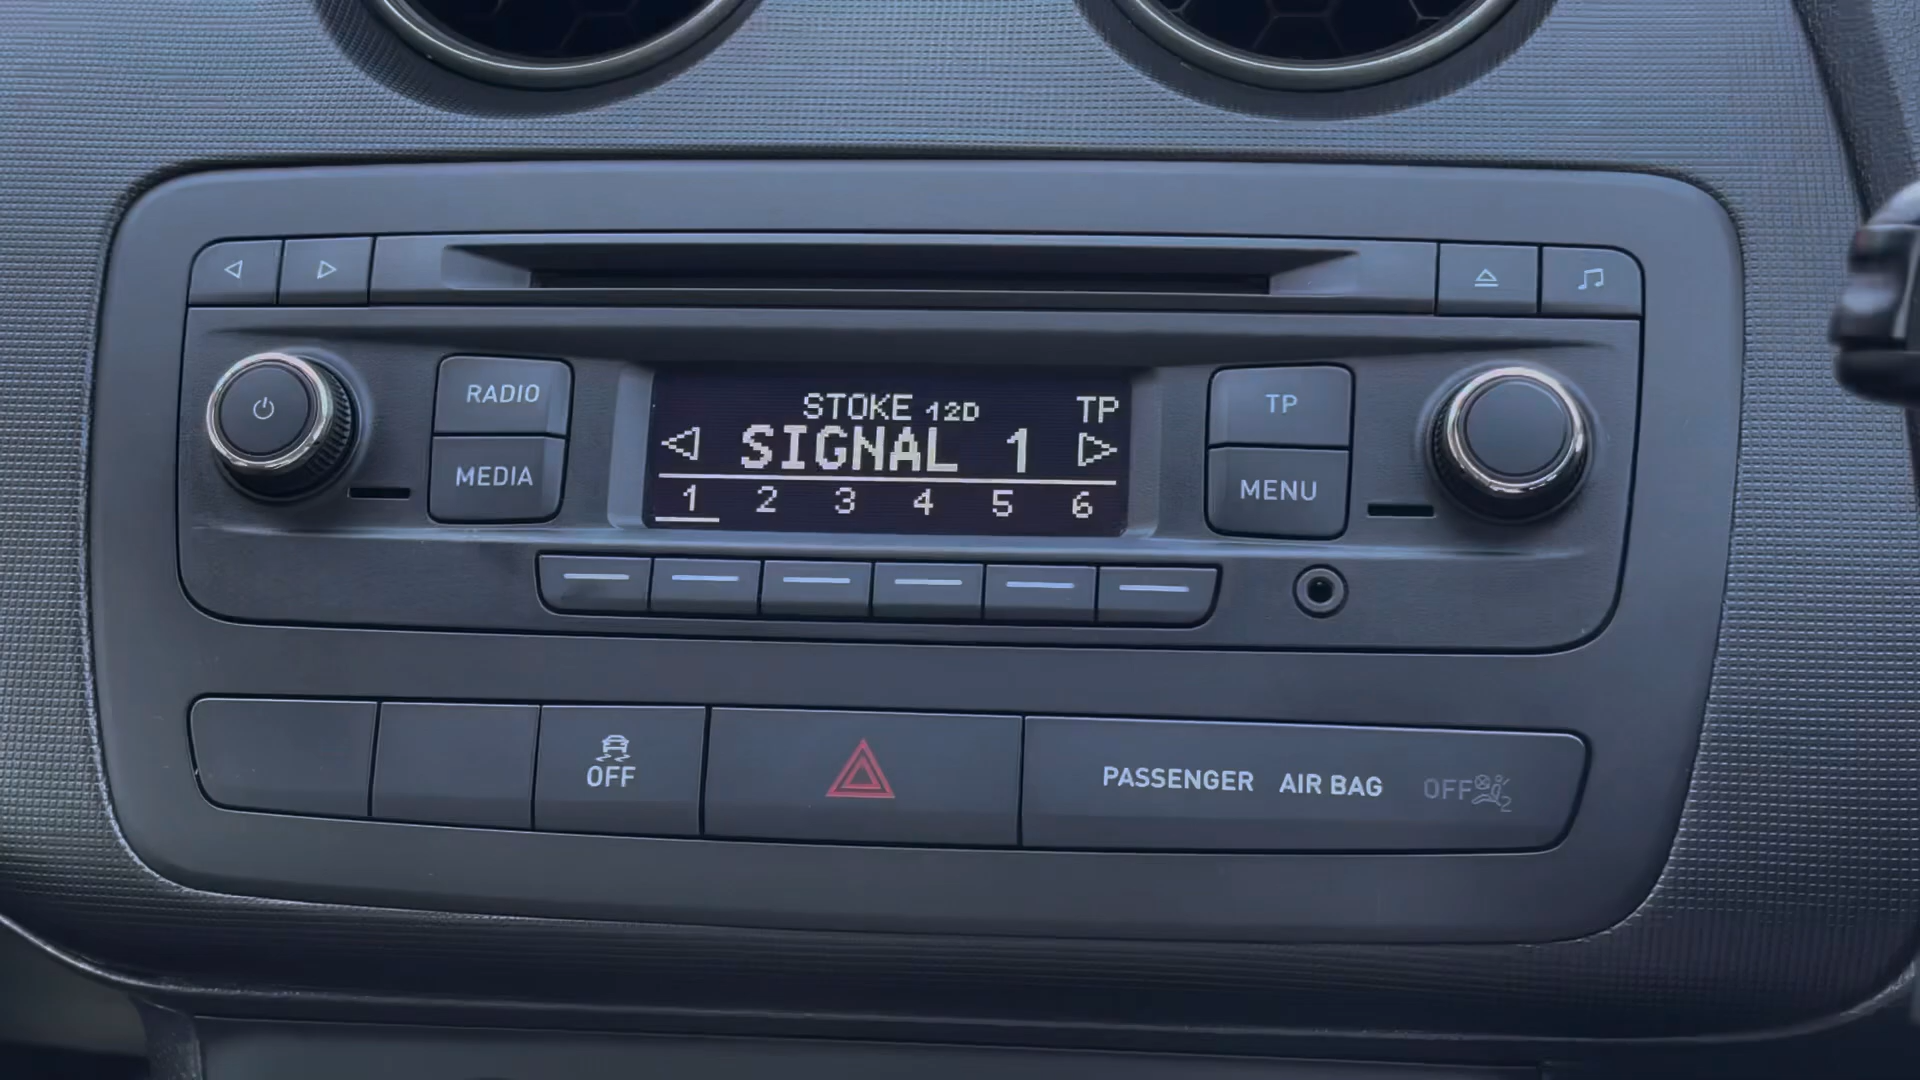 RADIO
MEDIA
STOKE 12D TP
SIGNAL 1
1 2 3 4 5 6
TP
MENU
OFF
PASSENGER AIR BAG OFF